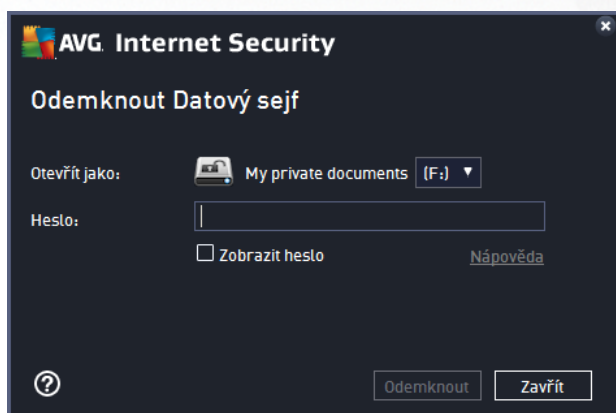 AVG. Internet Security
Odemknout Datový sejf
Otevřít jako: My private documents (F:)
Heslo:
Zobrazit heslo Nápověda
Odemknout Zavřít